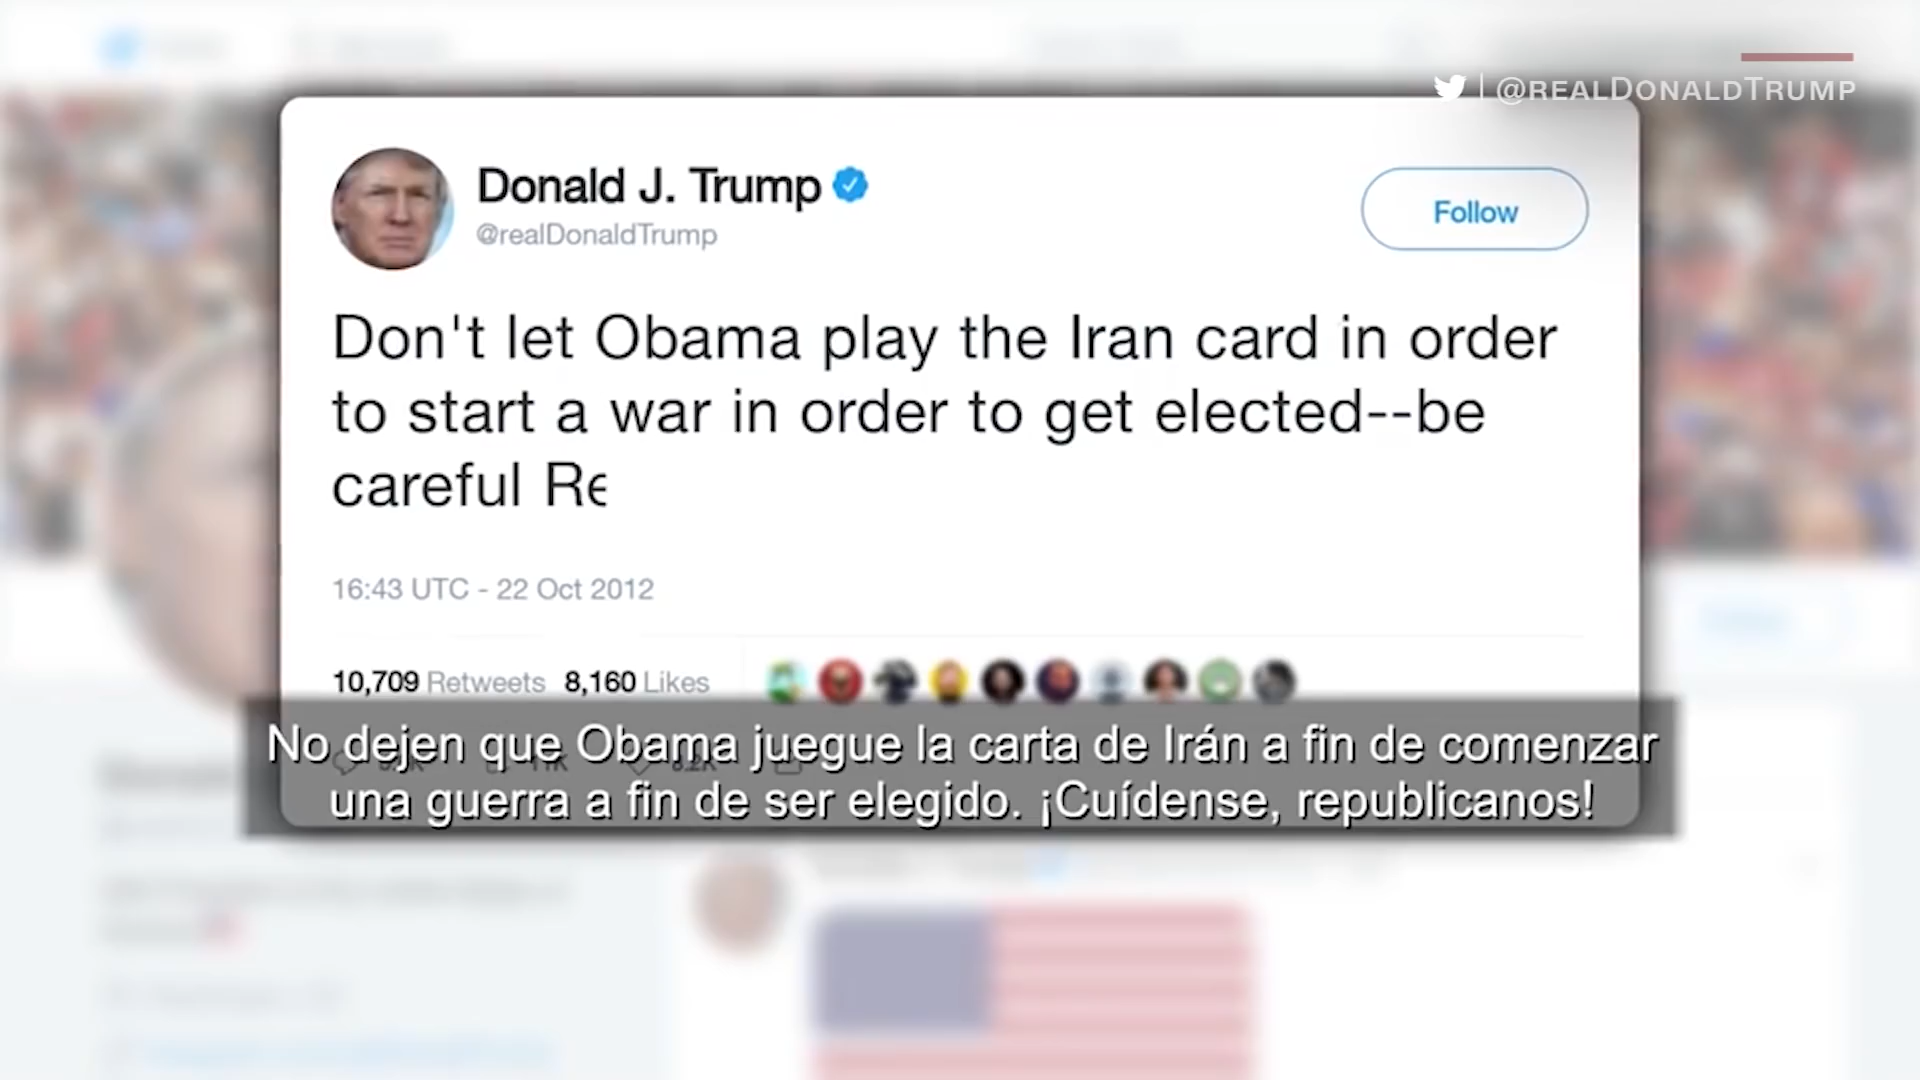 @REALDONALDTRUMP
Donald J. Trump
@realDonaldTrump
Follow
Don't let Obama play the Iran card in order
to start a war in order to get elected--be
careful Re
16:43 UTC - 22 Oct 2012
10,709 Retweets 8,160 Likes
No dejen que Obama juegue la carta de Irán a fin de comenzar
una guerra a fin de ser elegido. ¡Cuídense, republicanos!